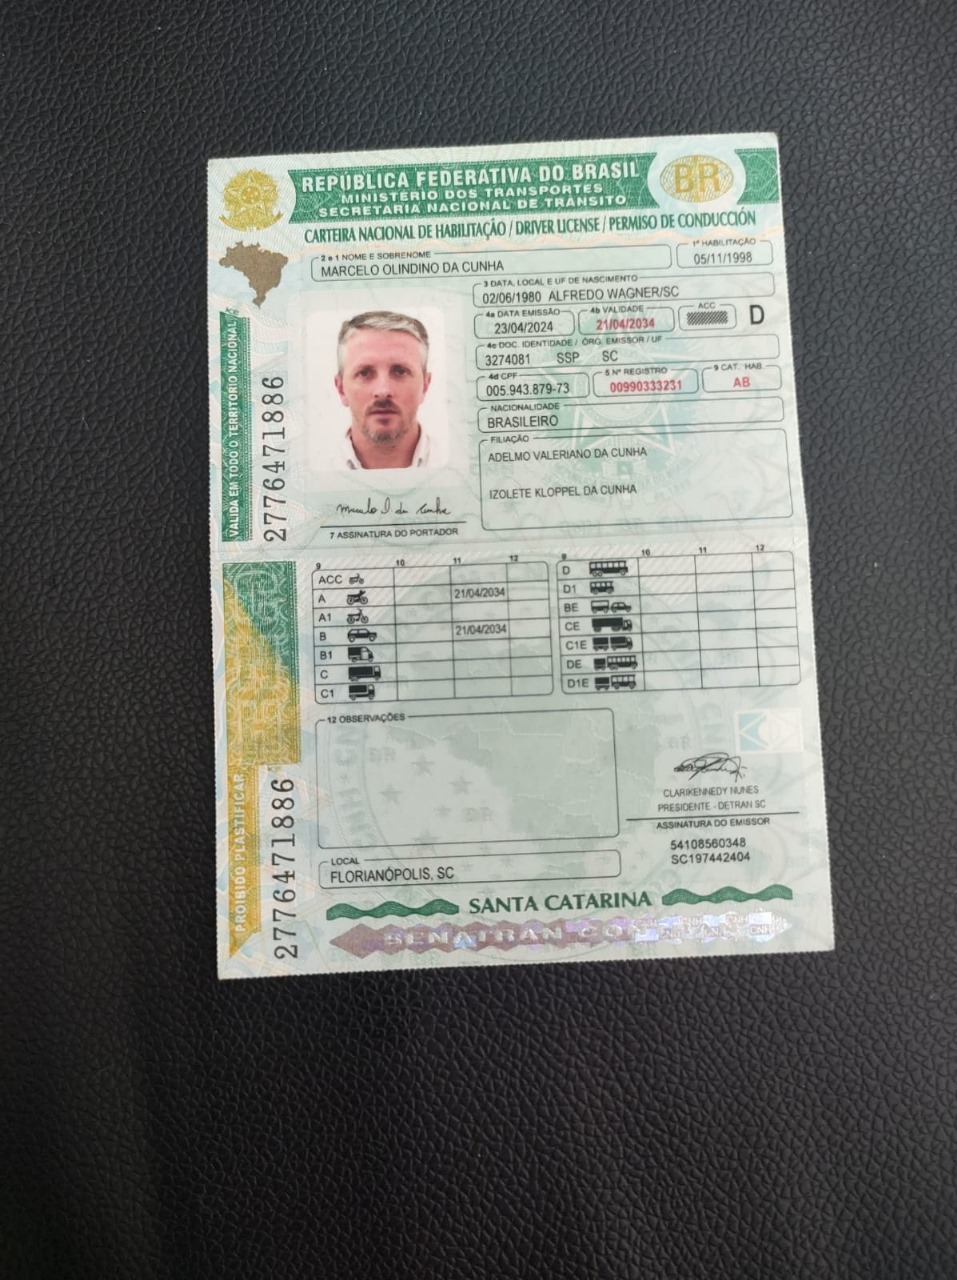 REPÚBLICA FEDERATIVA DO BRASIL
MINISTÉRIO DOS TRANSPORTES
SECRETARIA NACIONAL DE TRÂNSITO
BR
CARTEIRA NACIONAL DE HABILITAÇÃO / DRIVER LICENSE / PERMISO DE CONDUCCIÓN
2 e 1 NOME E SOBRENOME
MARCELO OLINDINO DA CUNHA
1ª HABILITAÇÃO
05/11/1998
3 DATA, LOCAL E UF DE NASCIMENTO
02/06/1980 ALFREDO WAGNER/SC
4a DATA EMISSÃO
23/04/2024
4b VALIDADE
21/04/2034
ACC
D
4c DOC. IDENTIDADE / ÓRG. EMISSOR / UF
3274081 SSP SC
4d CPF
005.943.879-73
5 Nº REGISTRO
00990333231
9 CAT. HAB
AB
NACIONALIDADE
BRASILEIRO
FILIAÇÃO
ADELMO VALERIANO DA CUNHA
IZOLETE KLOPPEL DA CUNHA
7 ASSINATURA DO PORTADOR
VÁLIDA EM TODO O TERRITÓRIO NACIONAL
2776471886
9 10 11 12
ACC
A 21/04/2034
A1
B 21/04/2034
B1
C
C1
9 10 11 12
D
D1
BE
CE
C1E
DE
D1E
12 OBSERVAÇÕES
CLARIKENNEDY NUNES
PRESIDENTE - DETRAN SC
ASSINATURA DO EMISSOR
54108560348
SC197442404
LOCAL
FLORIANÓPOLIS, SC
PROIBIDO PLASTIFICAR
2776471886
SANTA CATARINA
SENATRAN